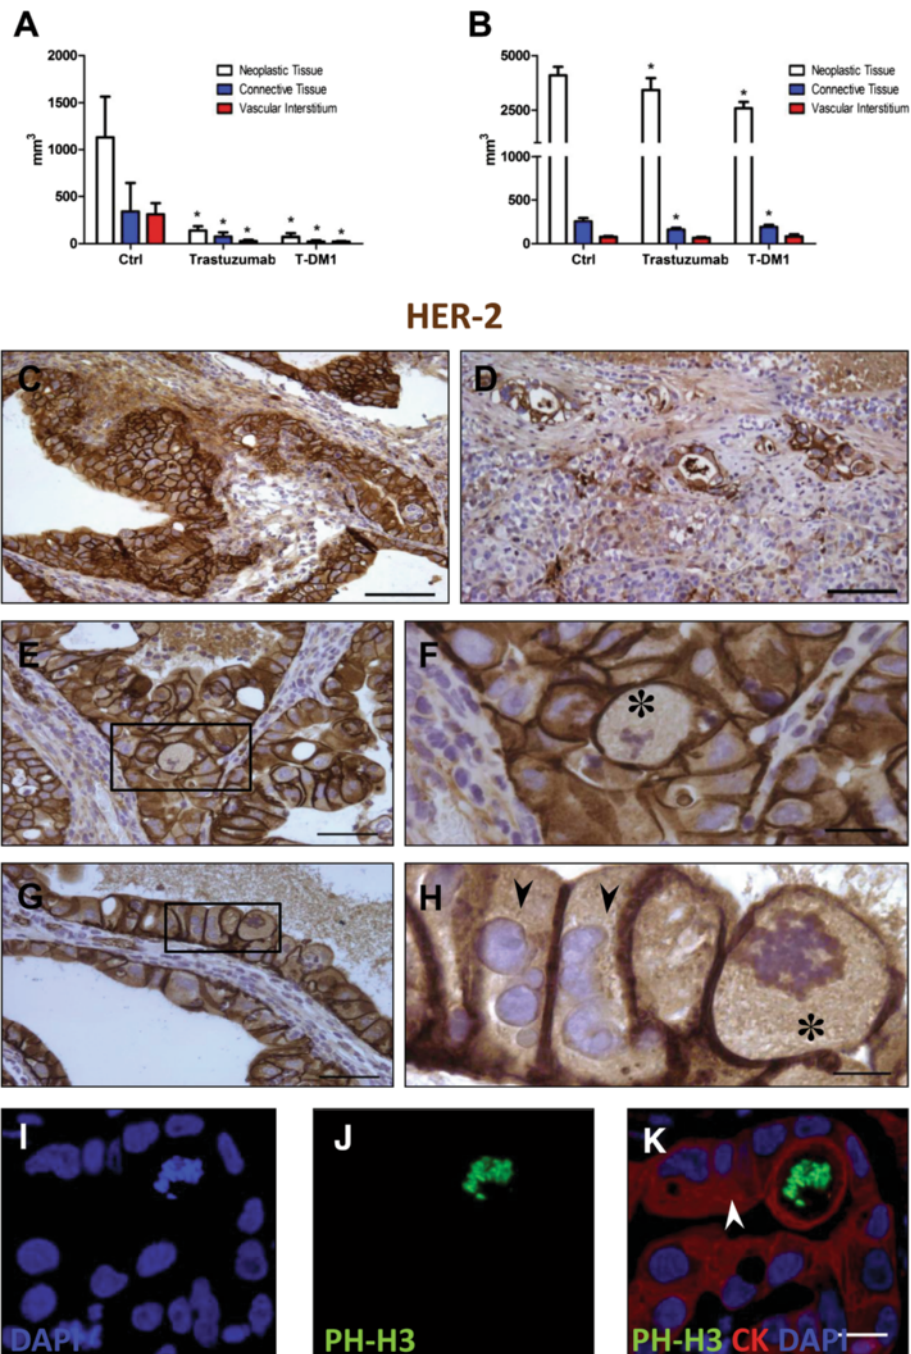 A
B
2000
1500
1000
500
0
mm³
Neoplastic Tissue
Connective Tissue
Vascular Interstitium
* * * * * *
Ctrl Trastuzumab T-DM1
5000
2500
1000
500
0
mm³
Neoplastic Tissue
Connective Tissue
Vascular Interstitium
* * * *
Ctrl Trastuzumab T-DM1
HER-2
C
D
E
F
*
G
H
*
I
J
K
DAPI
PH-H3
PH-H3 CK DAPI